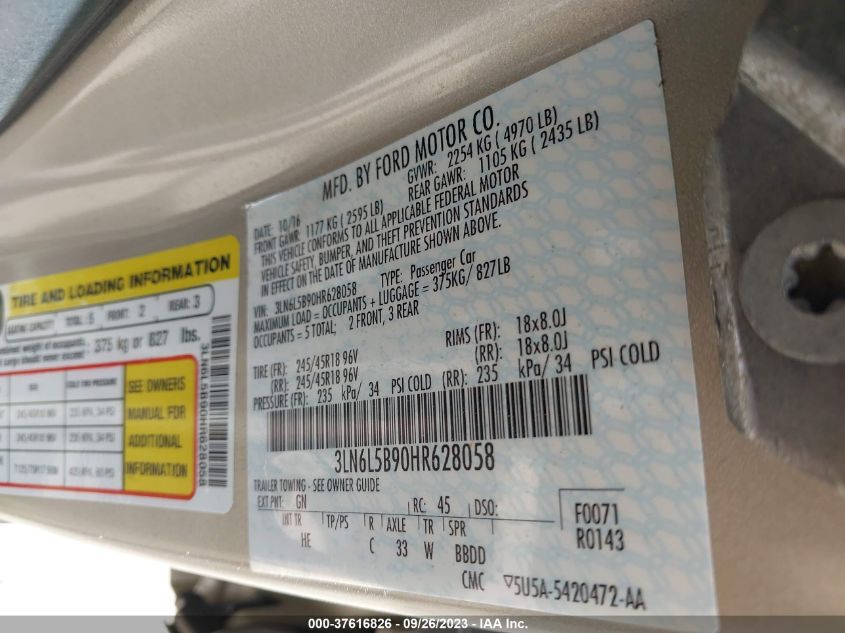 TIRE AND LOADING INFORMATION
SEATING CAPACITY TOTAL: 5 FRONT: 2 REAR: 3
375 kg or 827 lbs.
COLD TIRE PRESSURE
SEE OWNERS
MANUAL FOR
ADDITIONAL
INFORMATION
3LN6L5B90HR628058
MFD. BY FORD MOTOR CO.
DATE: 10/16 GVWR: 2254 KG ( 4970 LB)
FRONT GAWR: 1177 KG ( 2595 LB) REAR GAWR: 1105 KG ( 2435 LB)
THIS VEHICLE CONFORMS TO ALL APPLICABLE FEDERAL MOTOR
VEHICLE SAFETY, BUMPER, AND THEFT PREVENTION STANDARDS
IN EFFECT ON THE DATE OF MANUFACTURE SHOWN ABOVE.
VIN: 3LN6L5B90HR628058 TYPE: Passenger Car
MAXIMUM LOAD = OCCUPANTS + LUGGAGE = 375KG/ 827LB
OCCUPANTS = 5 TOTAL; 2 FRONT, 3 REAR
TIRE (FR): 245/45R18 96V RIMS (FR): 18x8.0J
(RR): 245/45R18 96V (RR): 18x8.0J
PRESSURE (FR): 235 kPa/ 34 PSI COLD (RR): 235 kPa/ 34 PSI COLD
3LN6L5B90HR628058
TRAILER TOWING - SEE OWNER GUIDE
EXT PNT: GN RC: 45 DSO:
INT TR TP/PS R AXLE TR SPR
HE C 33 W BBDD
F0071
R0143
CMC ▽5U5A-5420472-AA
000-37616826 - 09/26/2023 - IAA Inc.